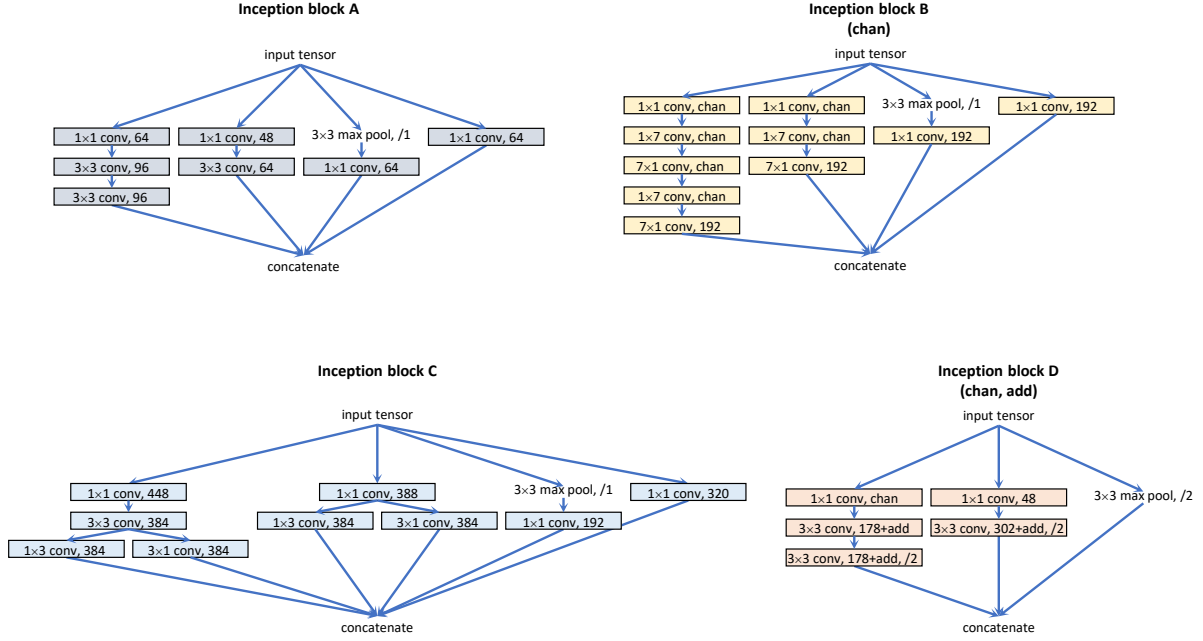 Inception block A
input tensor
1×1 conv, 64
1×1 conv, 48
3×3 max pool, /1
1×1 conv, 64
3×3 conv, 96
3×3 conv, 64
1×1 conv, 64
3×3 conv, 96
concatenate
Inception block B
(chan)
input tensor
1×1 conv, chan
1×1 conv, chan
3×3 max pool, /1
1×1 conv, 192
1×7 conv, chan
1×7 conv, chan
1×1 conv, 192
7×1 conv, chan
7×1 conv, 192
1×7 conv, chan
7×1 conv, 192
concatenate
Inception block C
input tensor
1×1 conv, 448
1×1 conv, 388
3×3 max pool, /1
1×1 conv, 320
3×3 conv, 384
1×3 conv, 384
3×1 conv, 384
1×1 conv, 192
1×3 conv, 384
3×1 conv, 384
concatenate
Inception block D
(chan, add)
input tensor
1×1 conv, chan
1×1 conv, 48
3×3 max pool, /2
3×3 conv, 178+add
3×3 conv, 302+add, /2
3×3 conv, 178+add, /2
concatenate